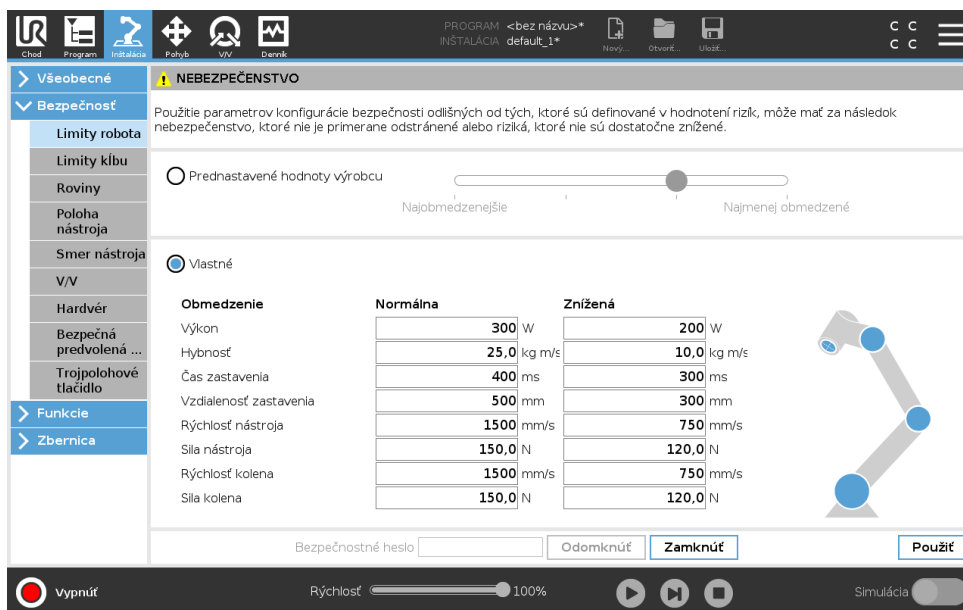 PROGRAM <bez názvu>*
INŠTALÁCIA default_1*
Chod Program Inštalácia Pohyb V/V Denník Nový... Otvoriť... Uložiť...
C C
C C
Všeobecné
Bezpečnosť
Limity robota
Limity kĺbu
Roviny
Poloha
nástroja
Smer nástroja
V/V
Hardvér
Bezpečná
predvolená ...
Trojpolohové
tlačidlo
Funkcie
Zbernica
NEBEZPEČENSTVO
Použitie parametrov konfigurácie bezpečnosti odlišných od tých, ktoré sú definované v hodnotení rizík, môže mať za následok
nebezpečenstvo, ktoré nie je primerane odstránené alebo riziká, ktoré nie sú dostatočne znížené.
Prednastavené hodnoty výrobcu
Najobmedzenejšie Najmenej obmedzené
Vlastné
Obmedzenie Normálna Znížená
Výkon 300 W 200 W
Hybnosť 25,0 kg m/s 10,0 kg m/s
Čas zastavenia 400 ms 300 ms
Vzdialenosť zastavenia 500 mm 300 mm
Rýchlosť nástroja 1500 mm/s 750 mm/s
Sila nástroja 150,0 N 120,0 N
Rýchlosť kolena 1500 mm/s 750 mm/s
Sila kolena 150,0 N 120,0 N
Bezpečnostné heslo Odomknúť Zamknúť Použiť
Vypnúť Rýchlosť 100% Simulácia